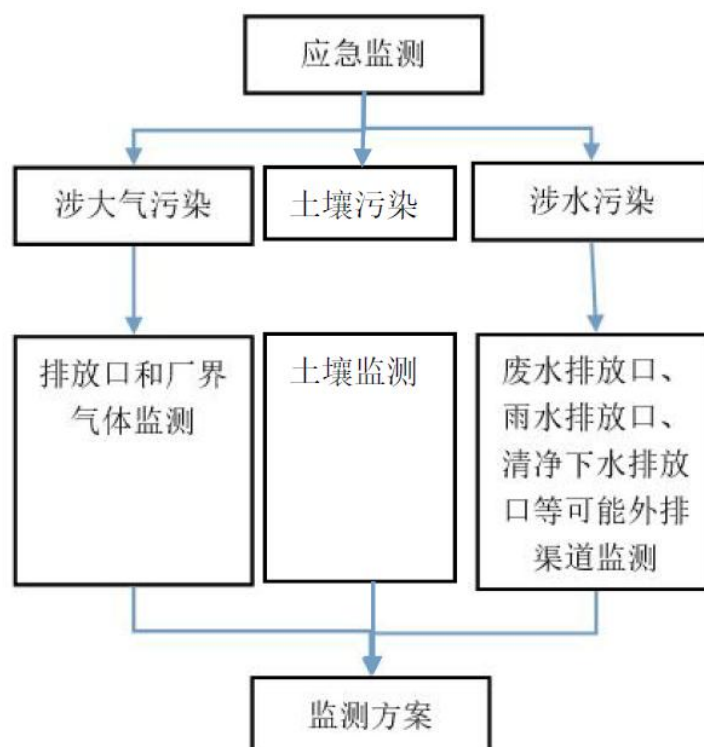 应急监测
涉大气污染
土壤污染
涉水污染
排放口和厂界
气体监测
土壤监测
废水排放口、
雨水排放口、
清净下水排放
口等可能外排
渠道监测
监测方案